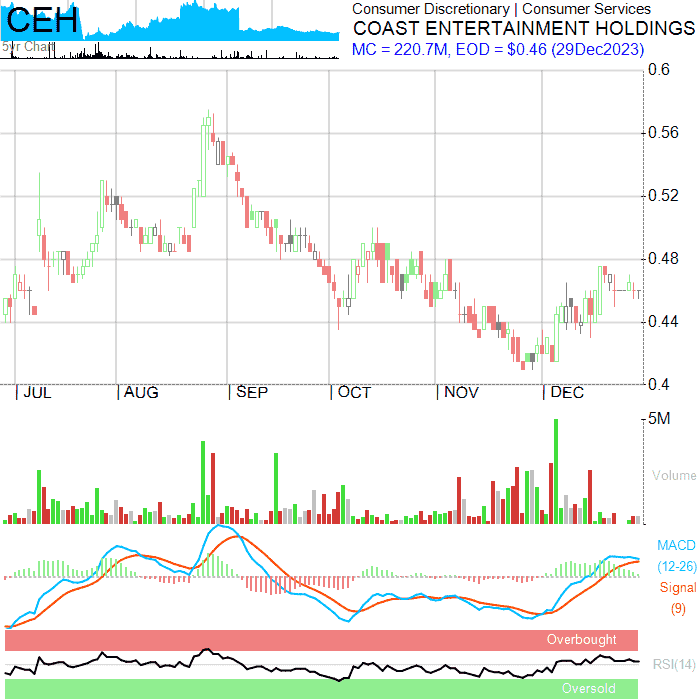 CEH
5yr Chart
Consumer Discretionary | Consumer Services
COAST ENTERTAINMENT HOLDINGS
MC = 220.7M, EOD = $0.46 (29Dec2023)
0.6
0.56
0.52
0.48
0.44
0.4
|JUL |AUG |SEP |OCT |NOV |DEC
5M
Volume
MACD
(12-26)
Signal
(9)
Overbought
RSI(14)
Oversold